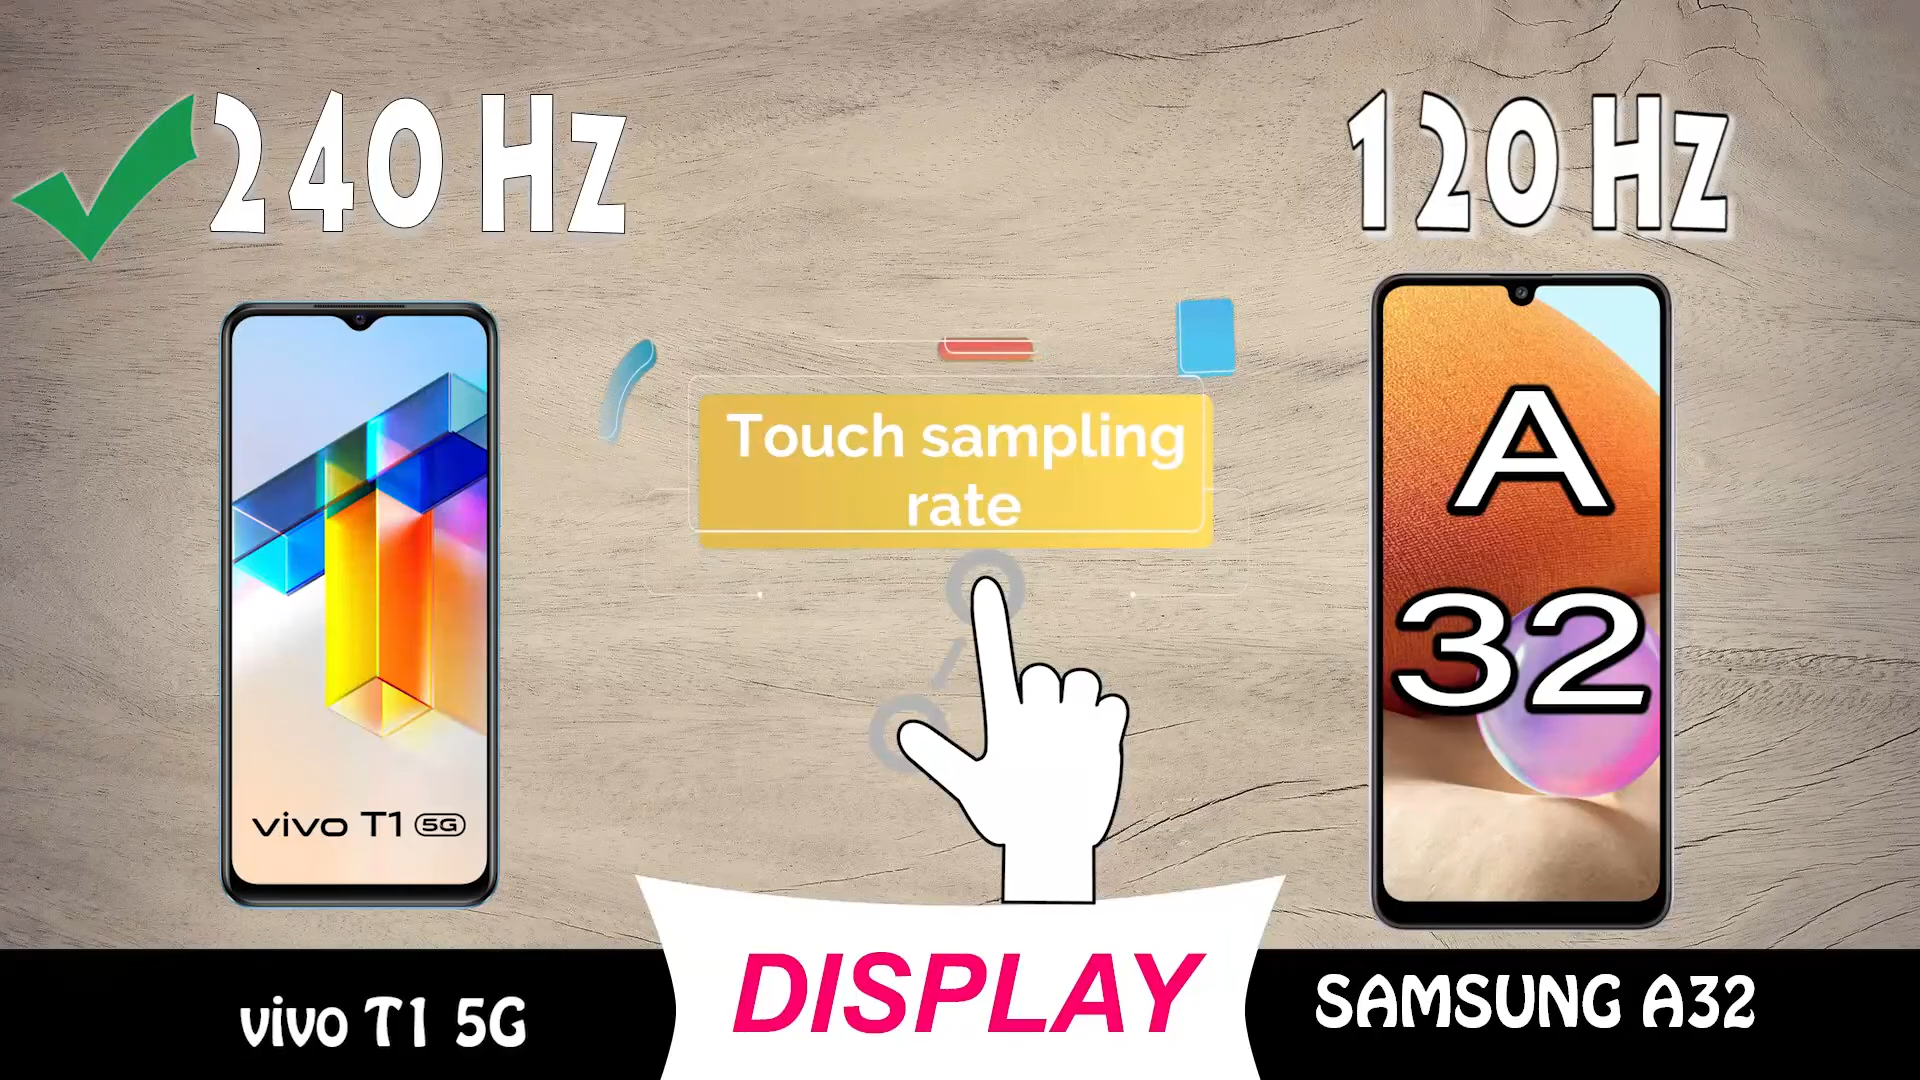 240 Hz
120 Hz
Touch sampling
rate
A
32
vivo T1 5G
DISPLAY
vivo T1 5G
SAMSUNG A32